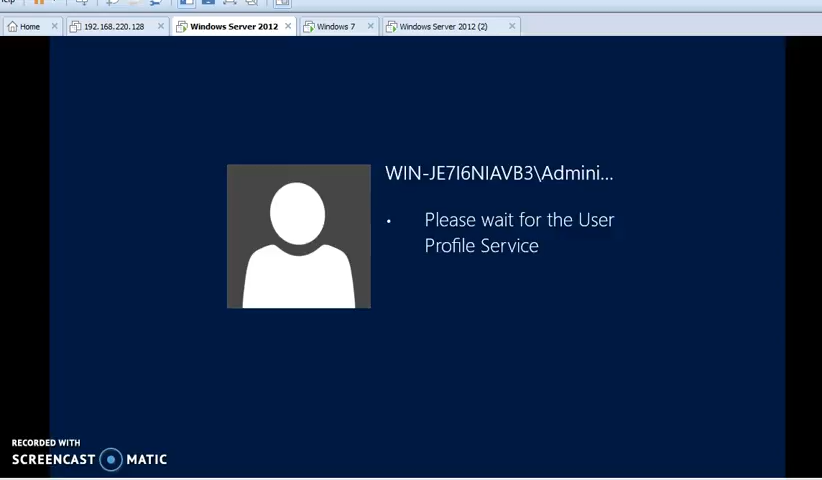 Home
192.168.220.128
Windows Server 2012
Windows 7
Windows Server 2012 (2)
WIN-JE7I6NIAVB3\Admini...
• Please wait for the User
Profile Service
RECORDED WITH
SCREENCAST MATIC